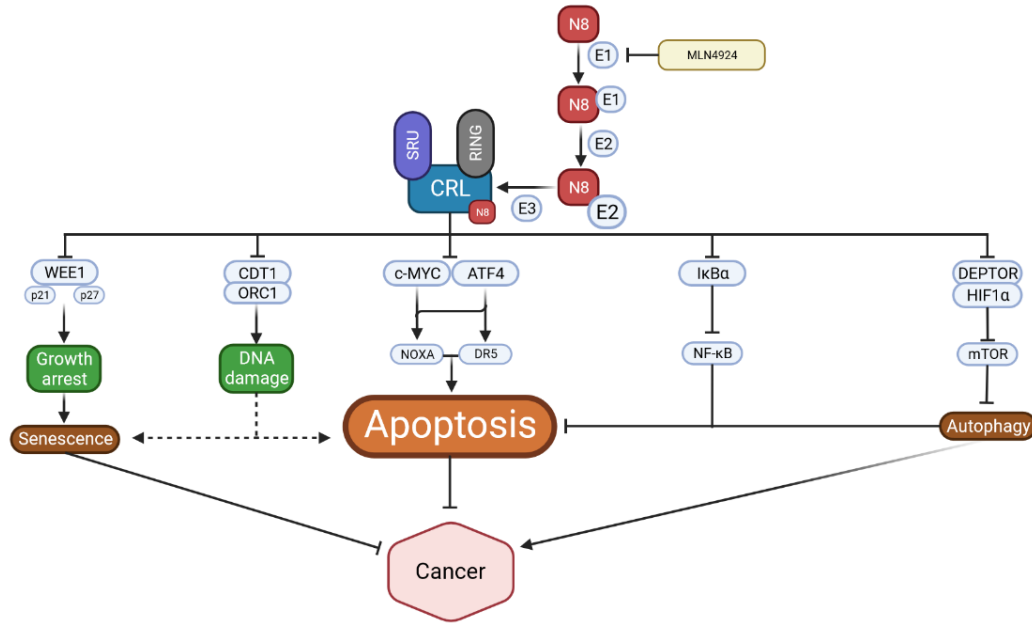 N8
E1
MLN4924
N8
E1
E2
SRU
RING
CRL
N8
E3
N8
E2
WEE1
p21
p27
CDT1
ORC1
c-MYC
ATF4
IκBα
DEPTOR
HIF1α
Growth
arrest
DNA
damage
NOXA
DR5
NF-κB
mTOR
Senescence
Apoptosis
Autophagy
Cancer